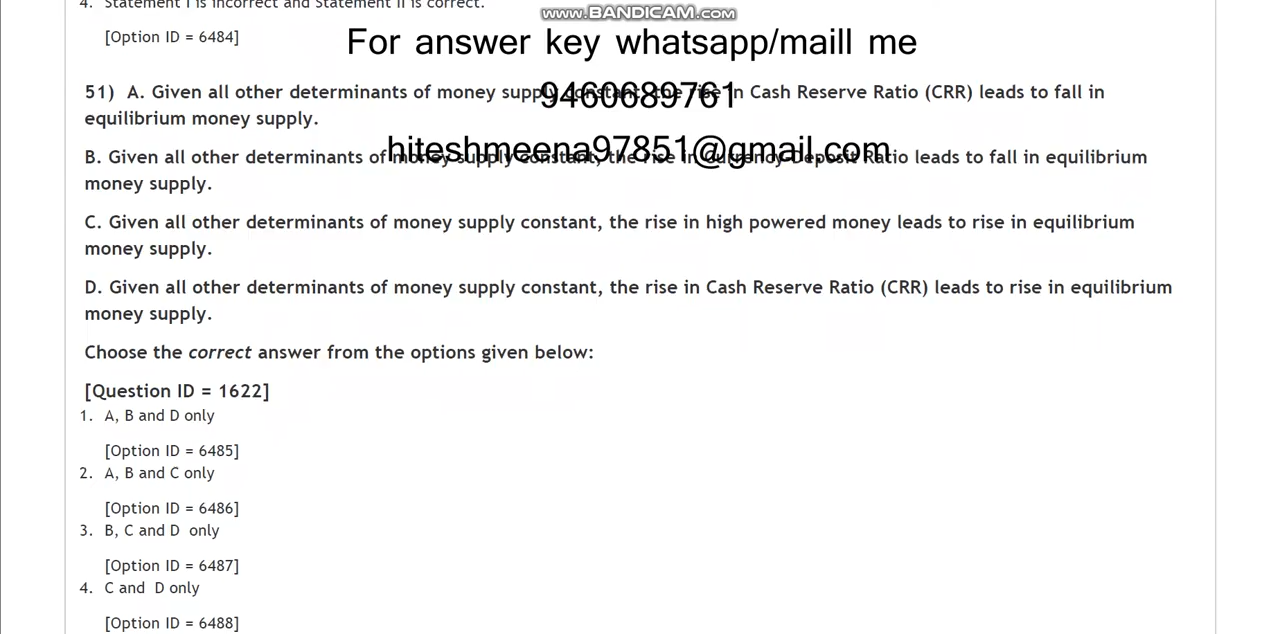 4. Statement I is incorrect and Statement II is correct.
www.BANDICAM.com
[Option ID = 6484]
For answer key whatsapp/maill me
51) A. Given all other determinants of money supply constant, the rise in Cash Reserve Ratio (CRR) leads to fall in
9460689761
equilibrium money supply.
hiteshmeena97851@gmail.com
B. Given all other determinants of money supply constant, the rise in Currency-Deposit Ratio leads to fall in equilibrium
money supply.
C. Given all other determinants of money supply constant, the rise in high powered money leads to rise in equilibrium
money supply.
D. Given all other determinants of money supply constant, the rise in Cash Reserve Ratio (CRR) leads to rise in equilibrium
money supply.
Choose the correct answer from the options given below:
[Question ID = 1622]
1. A, B and D only
[Option ID = 6485]
2. A, B and C only
[Option ID = 6486]
3. B, C and D only
[Option ID = 6487]
4. C and D only
[Option ID = 6488]